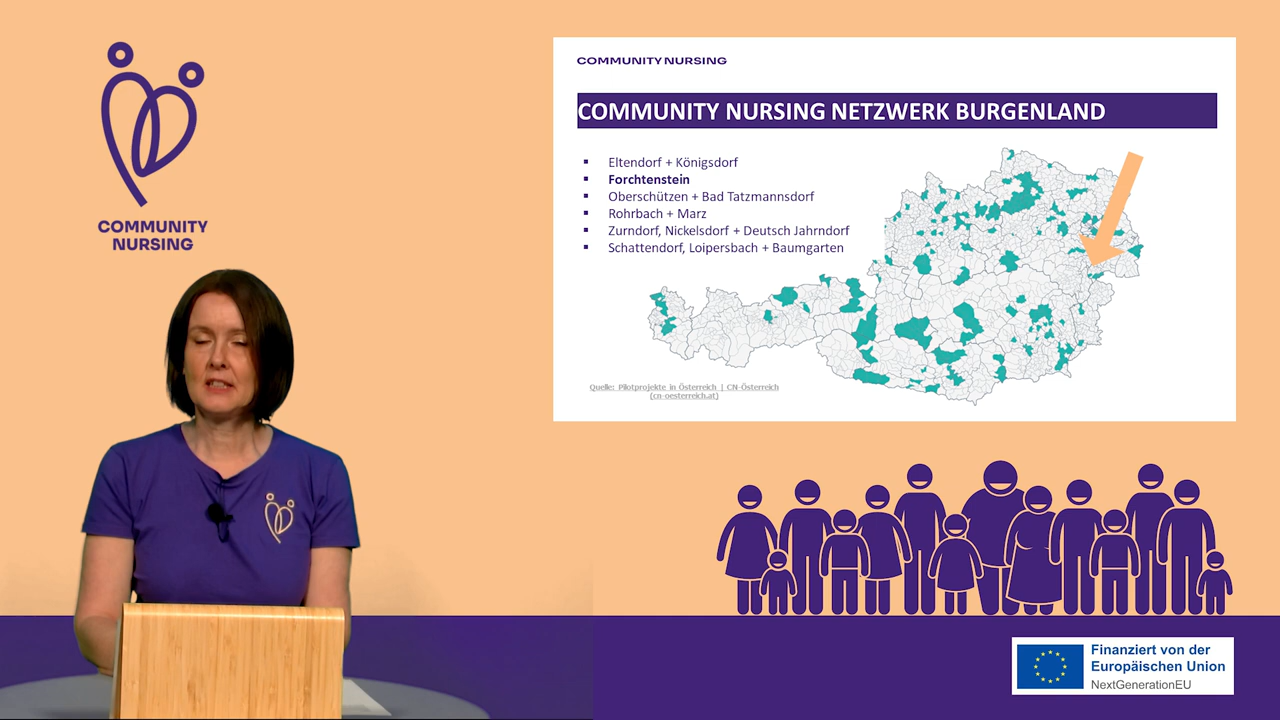 COMMUNITY
NURSING
COMMUNITY NURSING
COMMUNITY NURSING NETZWERK BURGENLAND
Eltendorf + Königsdorf
Forchtenstein
Oberschützen + Bad Tatzmannsdorf
Rohrbach + Marz
Zurndorf, Nickelsdorf + Deutsch Jahrndorf
Schattendorf, Loipersbach + Baumgarten
Quelle: Pilotprojekte in Österreich | CN-Österreich
(cn-oesterreich.at)
Finanziert von der
Europäischen Union
NextGenerationEU